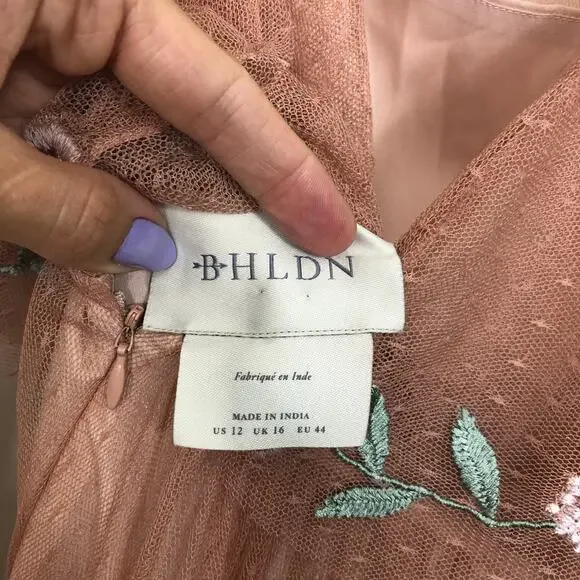 BHLDN
Fabriqué en Inde
MADE IN INDIA
US 12 UK 16 EU 44